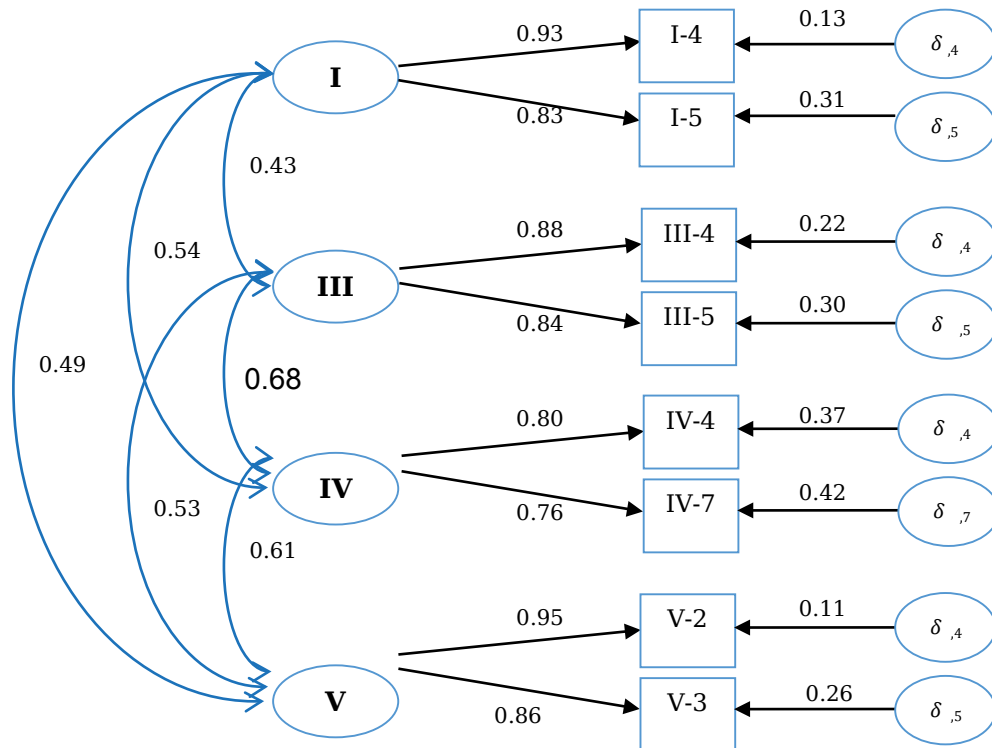 0.93 I-4 0.13 δ ,4
I
0.83 I-5 0.31 δ ,5
0.43
0.54
0.88 III-4 0.22 δ ,4
III
0.84 III-5 0.30 δ ,5
0.49
0.68
0.80 IV-4 0.37 δ ,4
IV
0.53
0.76 IV-7 0.42 δ ,7
0.61
0.95 V-2 0.11 δ ,4
V
0.86 V-3 0.26 δ ,5